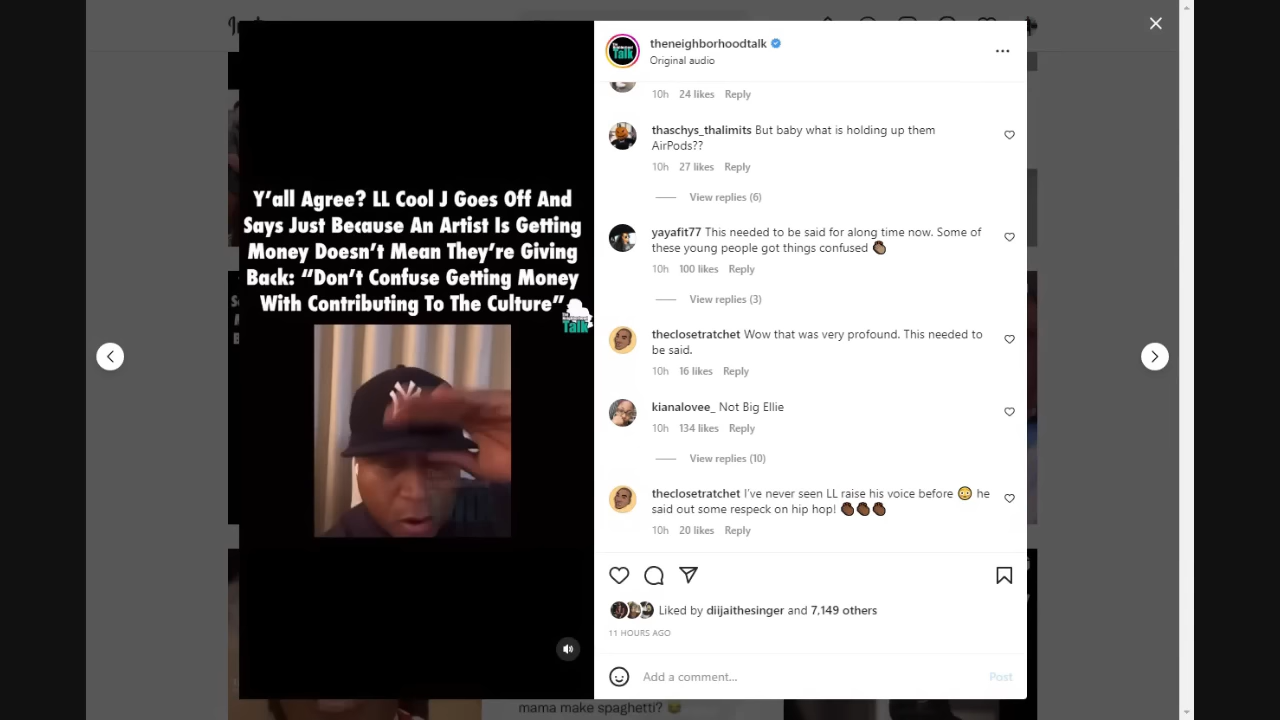 theneighborhoodtalk
Original audio
10h 24 likes Reply
thaschys_thalimits But baby what is holding up them
AirPods??
10h 27 likes Reply
View replies (6)
yayafit77 This needed to be said for along time now. Some of
these young people got things confused 👏🏿
10h 100 likes Reply
View replies (3)
theclosetratchet Wow that was very profound. This needed to
be said.
10h 16 likes Reply
kianalovee_ Not Big Ellie
10h 134 likes Reply
View replies (10)
theclosetratchet I've never seen LL raise his voice before 😳 he
said out some respeck on hip hop! 👏🏿👏🏿👏🏿
10h 20 likes Reply
Liked by diijaithesinger and 7,149 others
11 HOURS AGO
Add a comment... Post
Y'all Agree? LL Cool J Goes Off And
Says Just Because An Artist Is Getting
Money Doesn't Mean They're Giving
Back: "Don't Confuse Getting Money
With Contributing To The Culture"
Talk
NY
mama make spaghetti? 😂